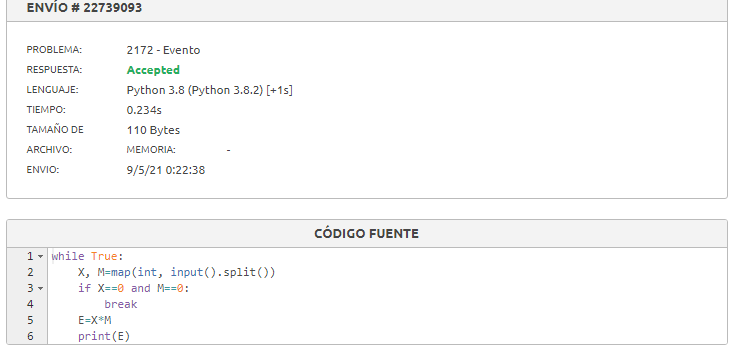 ENVÍO # 22739093
PROBLEMA: 2172 - Evento
RESPUESTA: Accepted
LENGUAJE: Python 3.8 (Python 3.8.2) [+1s]
TIEMPO: 0.234s
TAMAÑO DE 110 Bytes
ARCHIVO: MEMORIA: -
ENVIO: 9/5/21 0:22:38
CÓDIGO FUENTE
1 while True:
2     X, M=map(int, input().split())
3     if X==0 and M==0:
4         break
5     E=X*M
6     print(E)